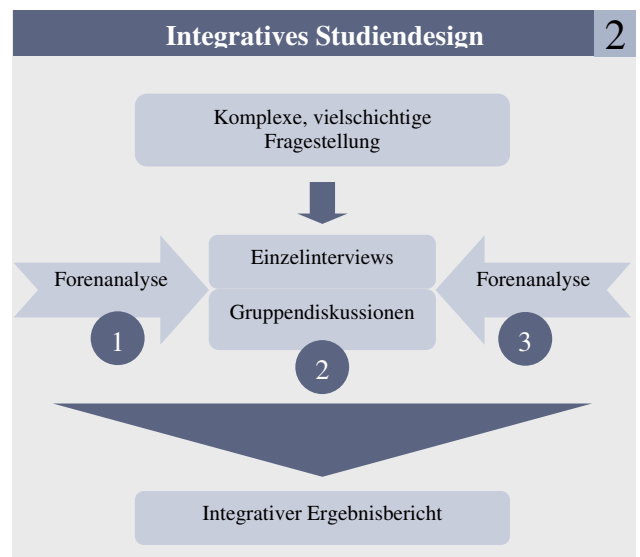 Integratives Studiendesign
2
Komplexe, vielschichtige
Fragestellung
Einzelinterviews
Forenanalyse
Forenanalyse
Gruppendiskussionen
1
2
3
Integrativer Ergebnisbericht